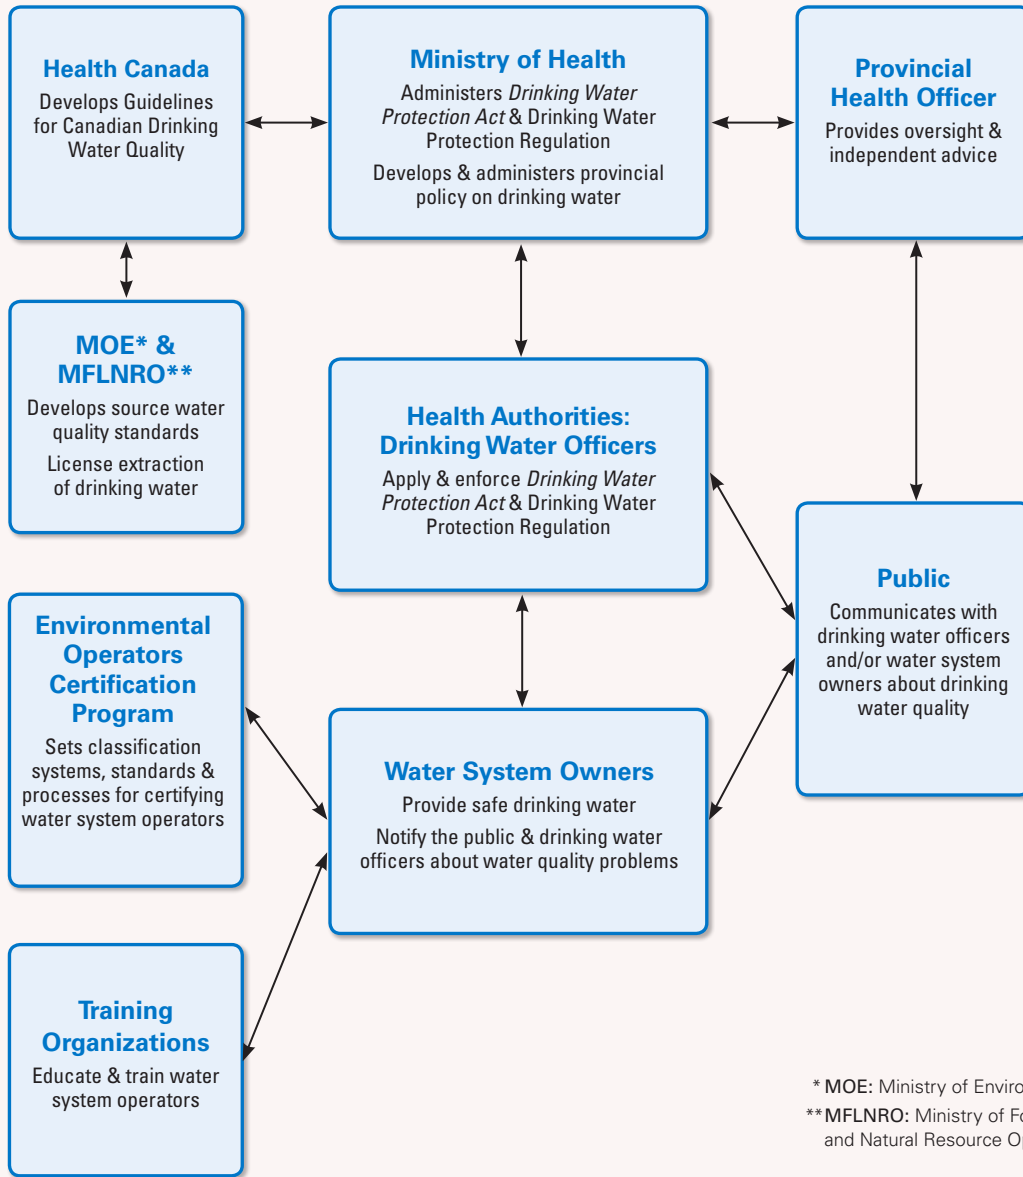 Health Canada
Develops Guidelines
for Canadian Drinking
Water Quality
Ministry of Health
Administers Drinking Water
Protection Act & Drinking Water
Protection Regulation
Develops & administers provincial
policy on drinking water
Provincial
Health Officer
Provides oversight &
independent advice
MOE* &
MFLNRO**
Develops source water
quality standards
License extraction
of drinking water
Health Authorities:
Drinking Water Officers
Apply & enforce Drinking Water
Protection Act & Drinking Water
Protection Regulation
Public
Communicates with
drinking water officers
and/or water system
owners about drinking
water quality
Environmental
Operators
Certification
Program
Sets classification
systems, standards &
processes for certifying
water system operators
Water System Owners
Provide safe drinking water
Notify the public & drinking water
officers about water quality problems
Training
Organizations
Educate & train water
system operators
* MOE: Ministry of
** MFLNRO: Ministry of
and Natural Resource